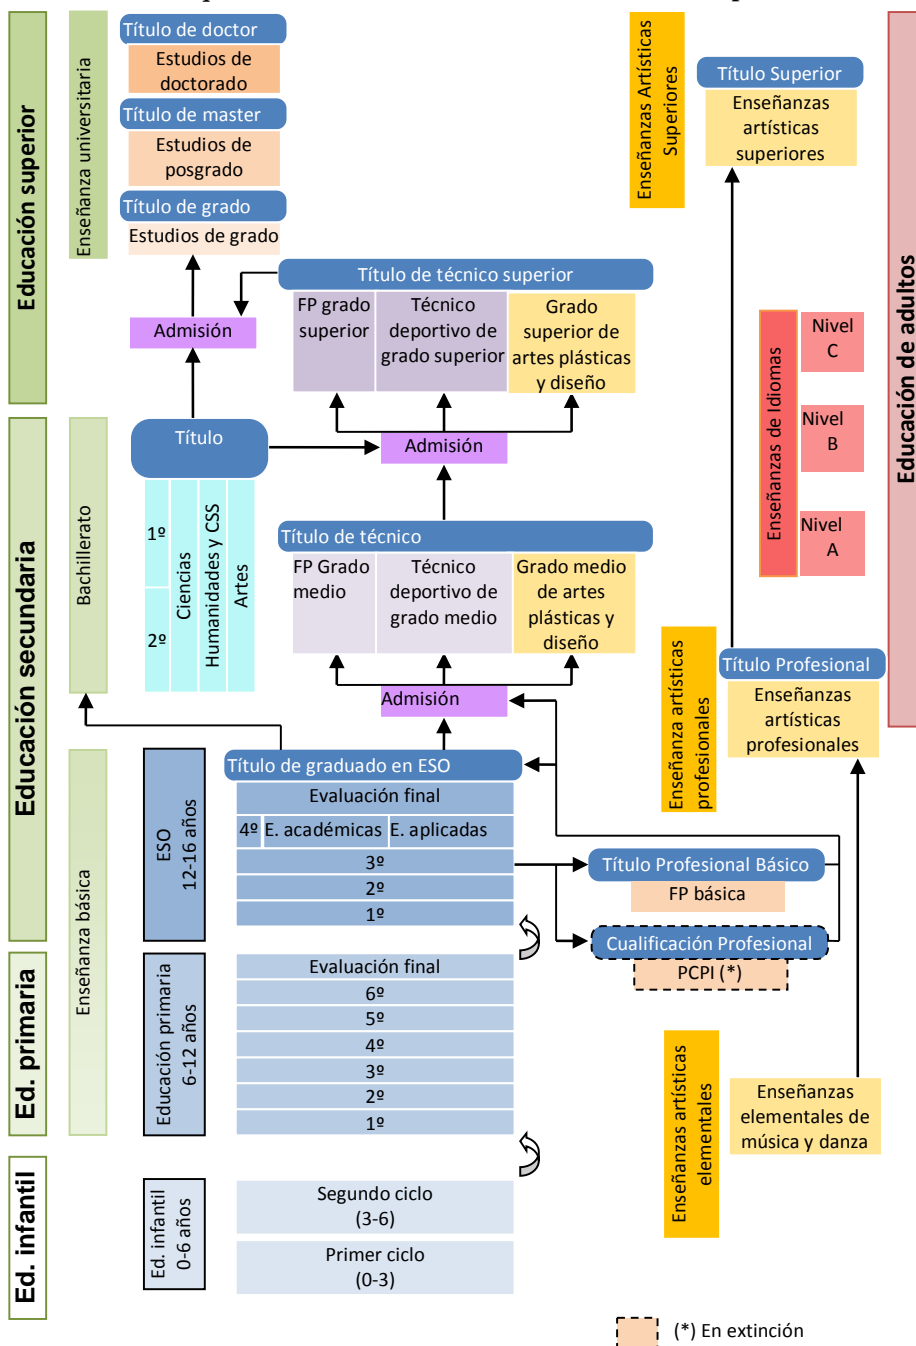 Educación superior
Enseñanza universitaria
Título de doctor
Estudios de
doctorado
Título de master
Estudios de
posgrado
Título de grado
Estudios de grado
Admisión
Título de técnico superior
FP grado
superior
Técnico
deportivo de
grado superior
Grado
superior de
artes plásticas
y diseño
Enseñanzas Artísticas
Superiores
Título Superior
Enseñanzas
artísticas
superiores
Educación de adultos
Enseñanzas de Idiomas
Nivel
C
Nivel
B
Nivel
A
Educación secundaria
Bachillerato
Título
1º
2º
Ciencias
Humanidades y CSS
Artes
Admisión
Título de técnico
FP Grado
medio
Técnico
deportivo de
grado medio
Grado medio
de artes
plásticas y
diseño
Admisión
Enseñanza artísticas
profesionales
Título Profesional
Enseñanzas
artísticas
profesionales
Enseñanza básica
ESO
12-16 años
Título de graduado en ESO
Evaluación final
4º
E. académicas
E. aplicadas
3º
2º
1º
Título Profesional Básico
FP básica
Cualificación Profesional
PCPI (*)
Ed. primaria
Educación primaria
6-12 años
Evaluación final
6º
5º
4º
3º
2º
1º
Enseñanzas artísticas
elementales
Enseñanzas
elementales de
música y danza
Ed. infantil
Ed. infantil
0-6 años
Segundo ciclo
(3-6)
Primer ciclo
(0-3)
(*) En extinción